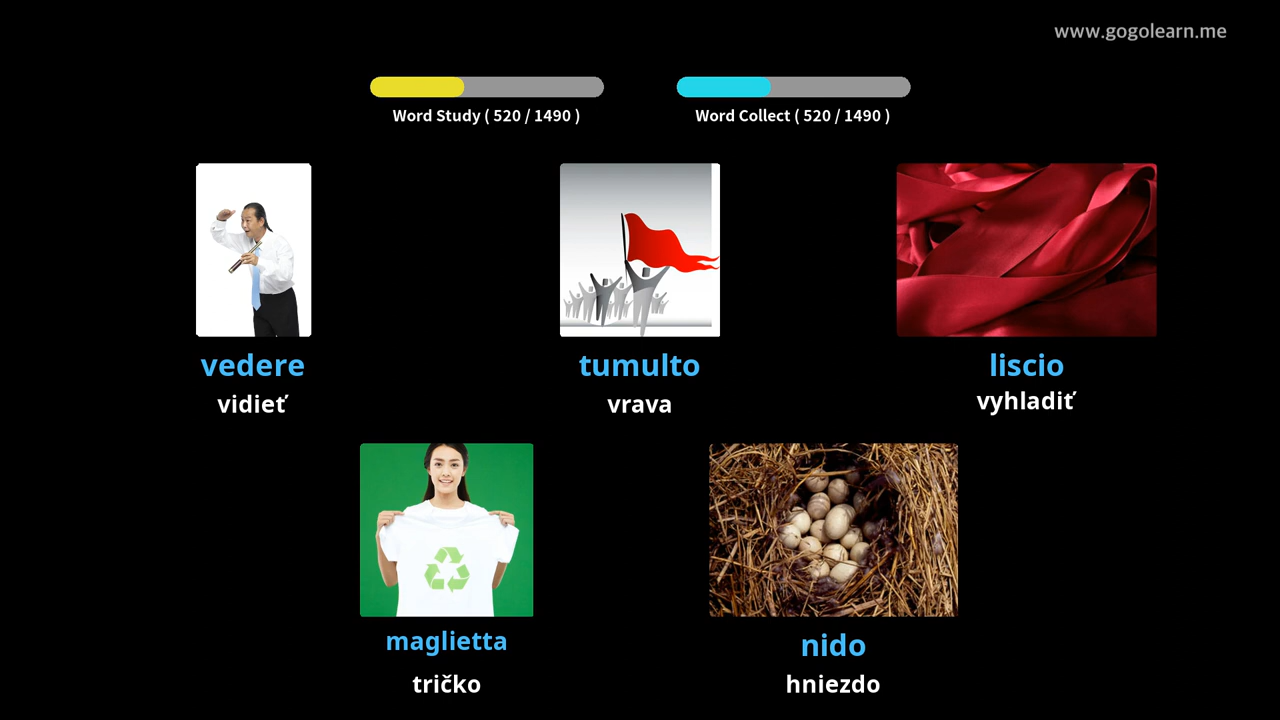 www.gogolearn.me
Word Study ( 520 / 1490 )
Word Collect ( 520 / 1490 )
vedere
vidieť
tumulto
vrava
liscio
vyhladiť
maglietta
tričko
nido
hniezdo